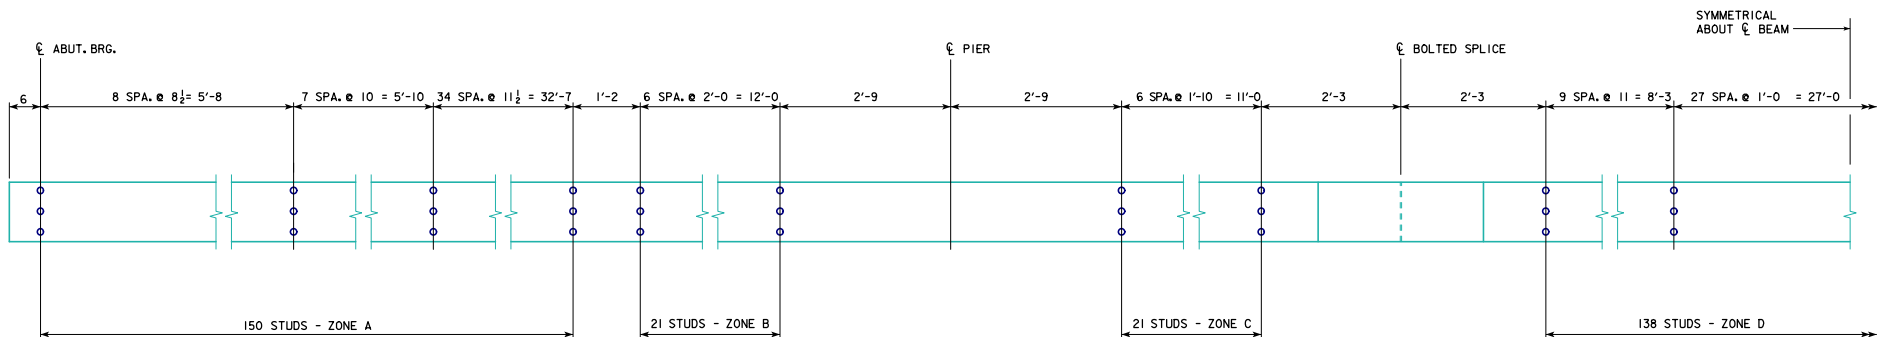 SYMMETRICAL
ABOUT ℄ BEAM
℄ ABUT. BRG.
℄ PIER
℄ BOLTED SPLICE
6
8 SPA. @ 8½ = 5'-8
7 SPA. @ 10 = 5'-10
34 SPA. @ 11½ = 32'-7
1'-2
6 SPA. @ 2'-0 = 12'-0
2'-9
2'-9
6 SPA. @ 1'-10 = 11'-0
2'-3
2'-3
9 SPA. @ 11 = 8'-3
27 SPA. @ 1'-0 = 27'-0
150 STUDS - ZONE A
21 STUDS - ZONE B
21 STUDS - ZONE C
138 STUDS - ZONE D